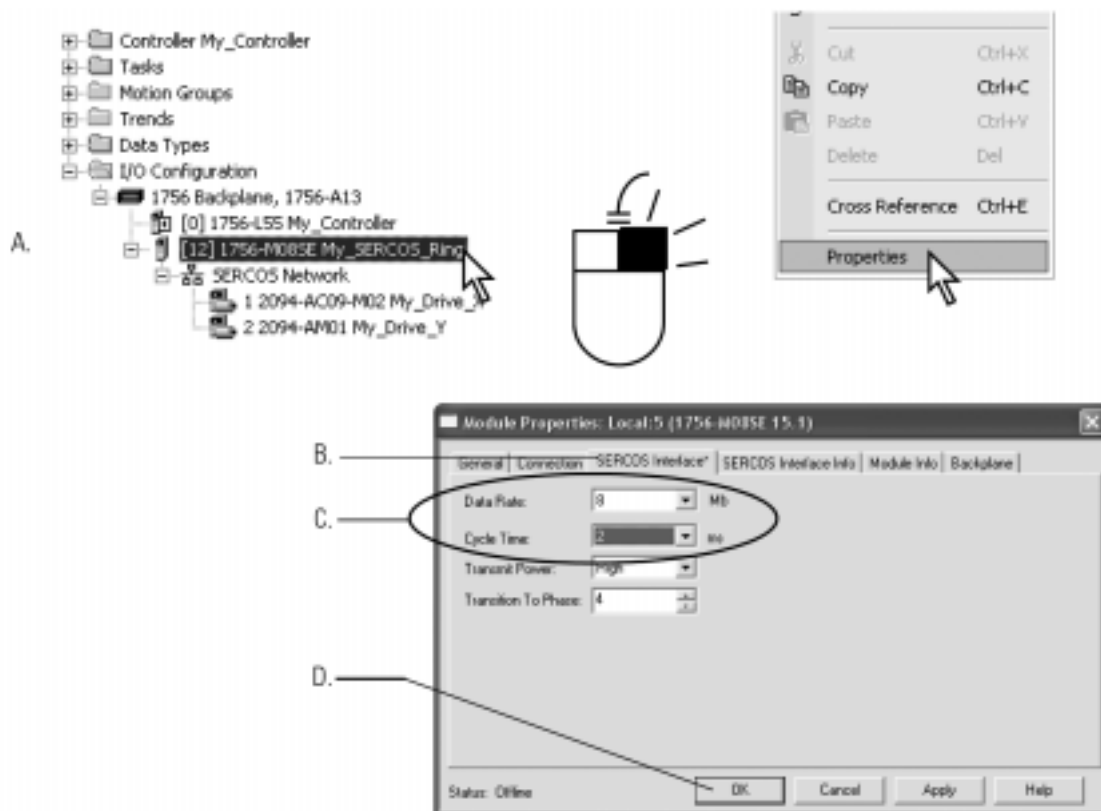 Controller My_Controller
Tasks
Motion Groups
Trends
Data Types
I/O Configuration
1756 Backplane, 1756-A13
[0] 1756-L55 My_Controller
A.
[12] 1756-M08SE My_SERCOS_Ring
SERCOS Network
1 2094-AC09-M02 My_Drive_X
2 2094-AM01 My_Drive_Y
Cut Ctrl+X
Copy Ctrl+C
Paste Ctrl+V
Delete Del
Cross Reference Ctrl+E
Properties
Module Properties: Local:5 (1756-M08SE 15.1)
B.
General Connection SERCOS Interface* SERCOS Interface Info Module Info Backplane
C.
Data Rate: 8 Mb
Cycle Time: 2 ms
Transmit Power: High
Transition To Phase: 4
D.
Status: Offline OK Cancel Apply Help